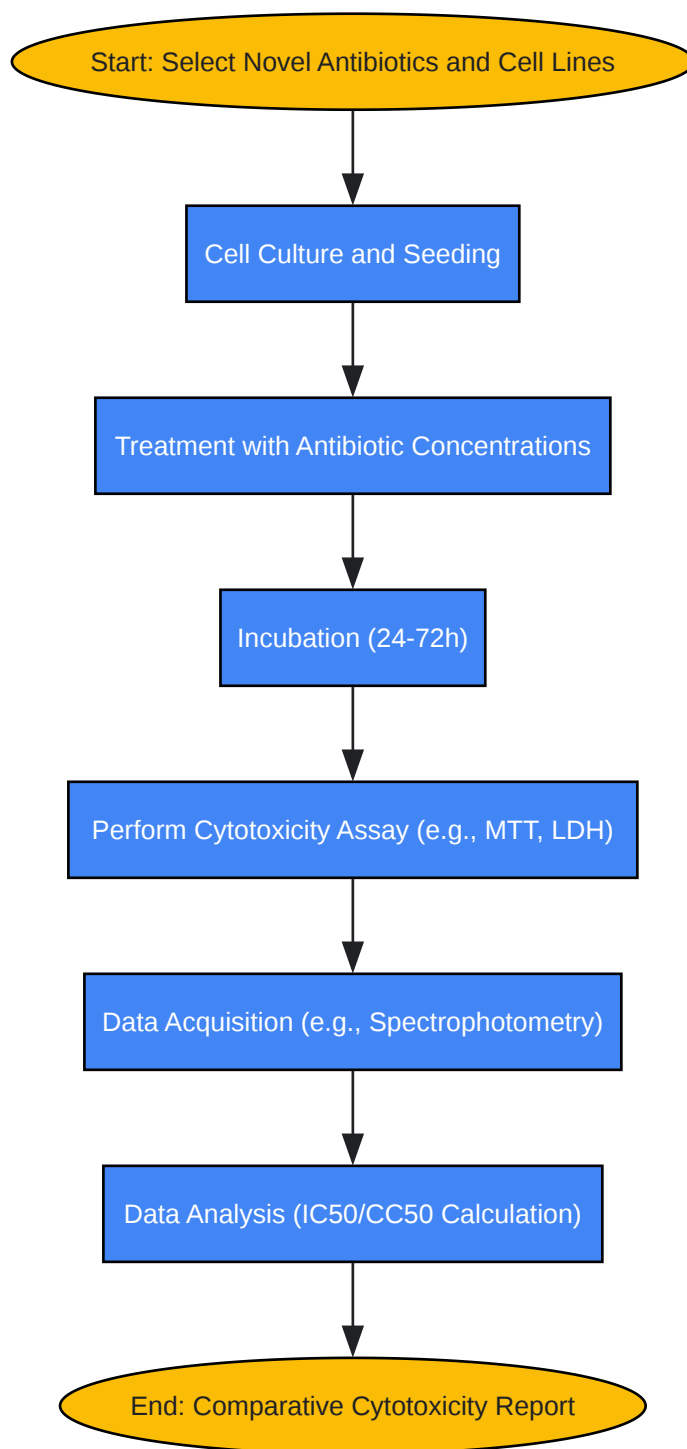 Start: Select Novel Antibiotics and Cell Lines
Cell Culture and Seeding
Treatment with Antibiotic Concentrations
Incubation (24-72h)
Perform Cytotoxicity Assay (e.g., MTT, LDH)
Data Acquisition (e.g., Spectrophotometry)
Data Analysis (IC50/CC50 Calculation)
End: Comparative Cytotoxicity Report